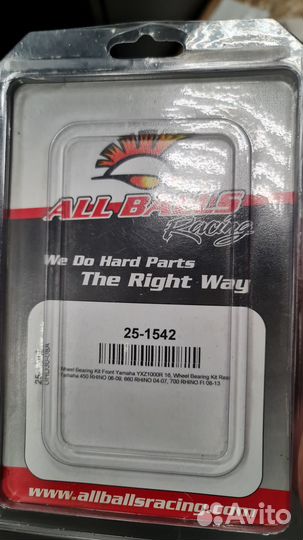 ALL BALLS
Racing
We Do Hard Parts
The Right Way
25-1542
Wheel Bearing Kit Front Yamaha YXZ1000R 16, Wheel Bearing Kit Rear
Yamaha 450 RHINO 06-09, 660 RHINO 04-07, 700 RHINO FI 08-13
www.allballsracing.com
Avito